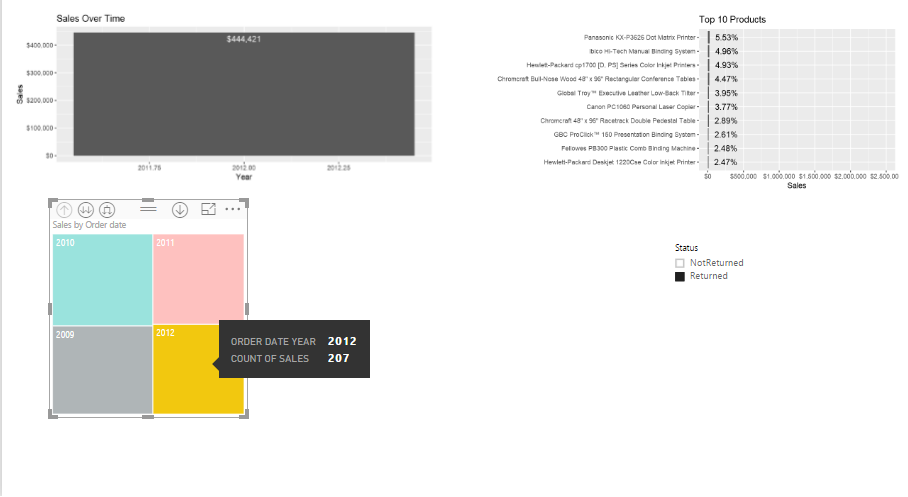 Sales Over Time
$444,421
$400,000
$300,000
$200,000
$100,000
$0
Sales
2011.75
2012.00
2012.25
Year
Top 10 Products
Panasonic KX-P3626 Dot Matrix Printer 5.53%
Ibico Hi-Tech Manual Binding System 4.96%
Hewlett-Packard cp1700 [D, PS] Series Color Inkjet Printers 4.93%
Chromcraft Bull-Nose Wood 48" x 96" Rectangular Conference Tables 4.47%
Global Troy™ Executive Leather Low-Back Tilter 3.95%
Canon PC1060 Personal Laser Copier 3.77%
Chromcraft 48" x 96" Racetrack Double Pedestal Table 2.89%
GBC ProClick™ 150 Presentation Binding System 2.61%
Fellowes PB300 Plastic Comb Binding Machine 2.48%
Hewlett-Packard Deskjet 1220Cse Color Inkjet Printer 2.47%
$0 $500,000 $1,000,000 $1,500,000 $2,000,000 $2,500,00
Sales
Sales by Order date
2010
2011
2009
2012
ORDER DATE YEAR 2012
COUNT OF SALES 207
Status
NotReturned
Returned